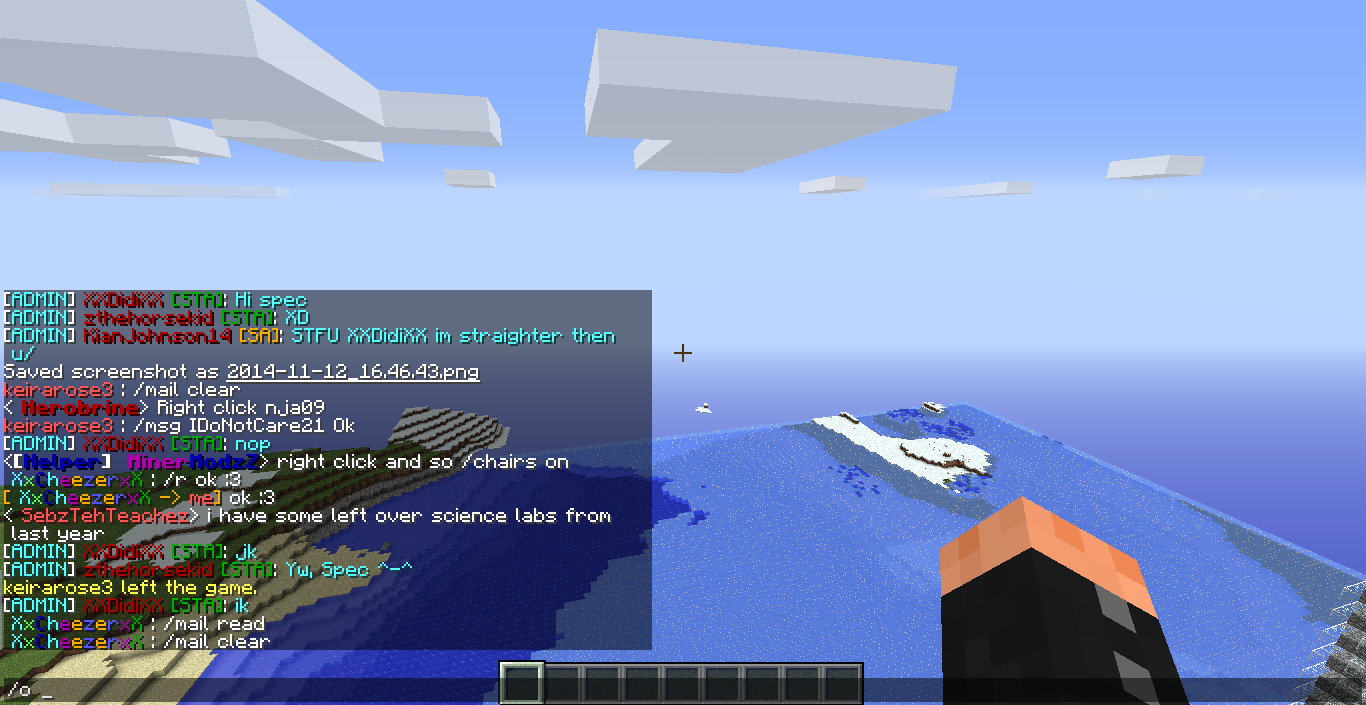 [ADMIN] XXDidiXX [STA]: Hi spec
[ADMIN] zthehorsekid [STA]: XD
[ADMIN] KianJohnson14 [SA]: STFU XXDidiXX im straighter then
u/
Saved screenshot as 2014-11-12_16.46.43.png
keirarose3 : /mail clear
< Herobrine> Right click nja09
keirarose3 : /msg IDoNotCare21 Ok
[ADMIN] XXDidiXX [STA]: nop
<[Helper] Miner-ModzZ> right click and so /chairs on
XxCheezerxX : /r ok :3
[ XxCheezerxX -> me] ok :3
< SebzTehTeachez> i have some left over science labs from
last year
[ADMIN] XXDidiXX [STA]: jk
[ADMIN] zthehorsekid [STA]: Yw, Spec ^-^
keirarose3 left the game.
[ADMIN] XXDidiXX [STA]: ik
XxCheezerxX : /mail read
XxCheezerxX : /mail clear
/o _